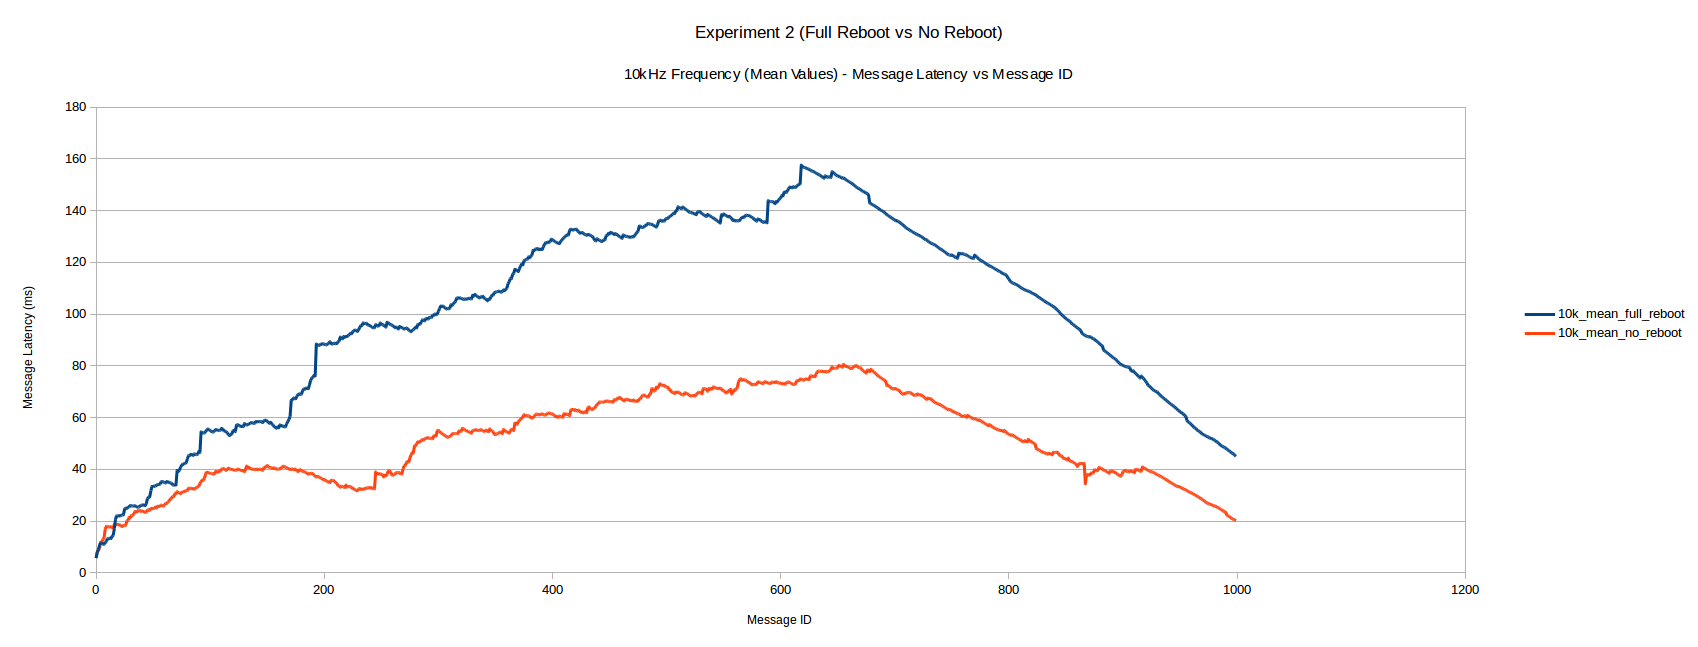 Experiment 2 (Full Reboot vs No Reboot)
10kHz Frequency (Mean Values) - Message Latency vs Message ID
Message Latency (ms)
180
160
140
120
100
80
60
40
20
0
0 200 400 600 800 1000 1200
Message ID
10k_mean_full_reboot
10k_mean_no_reboot